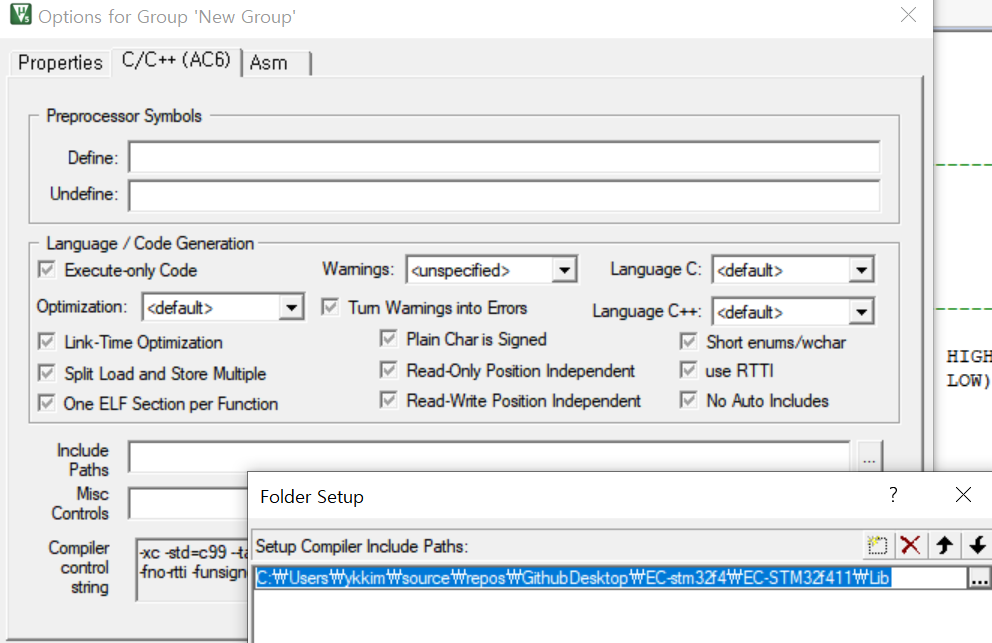 Options for Group 'New Group'
Properties
C/C++ (AC6)
Asm
Preprocessor Symbols
Define:
Undefine:
Language / Code Generation
Execute-only Code
Warnings:
<unspecified>
Language C:
<default>
Optimization:
<default>
Turn Warnings into Errors
Language C++:
<default>
Link-Time Optimization
Plain Char is Signed
Short enums/wchar
Split Load and Store Multiple
Read-Only Position Independent
use RTTI
One ELF Section per Function
Read-Write Position Independent
No Auto Includes
HIGH
LOW)
Include
Paths
...
Misc
Controls
Compiler
control
string
-xc -std=c99 --ta
-fno-rtti -funsign
Folder Setup
?
Setup Compiler Include Paths:
C:₩Users₩ykkim₩source₩repos₩GithubDesktop₩EC-stm32f4₩EC-STM32f411₩Lib
...